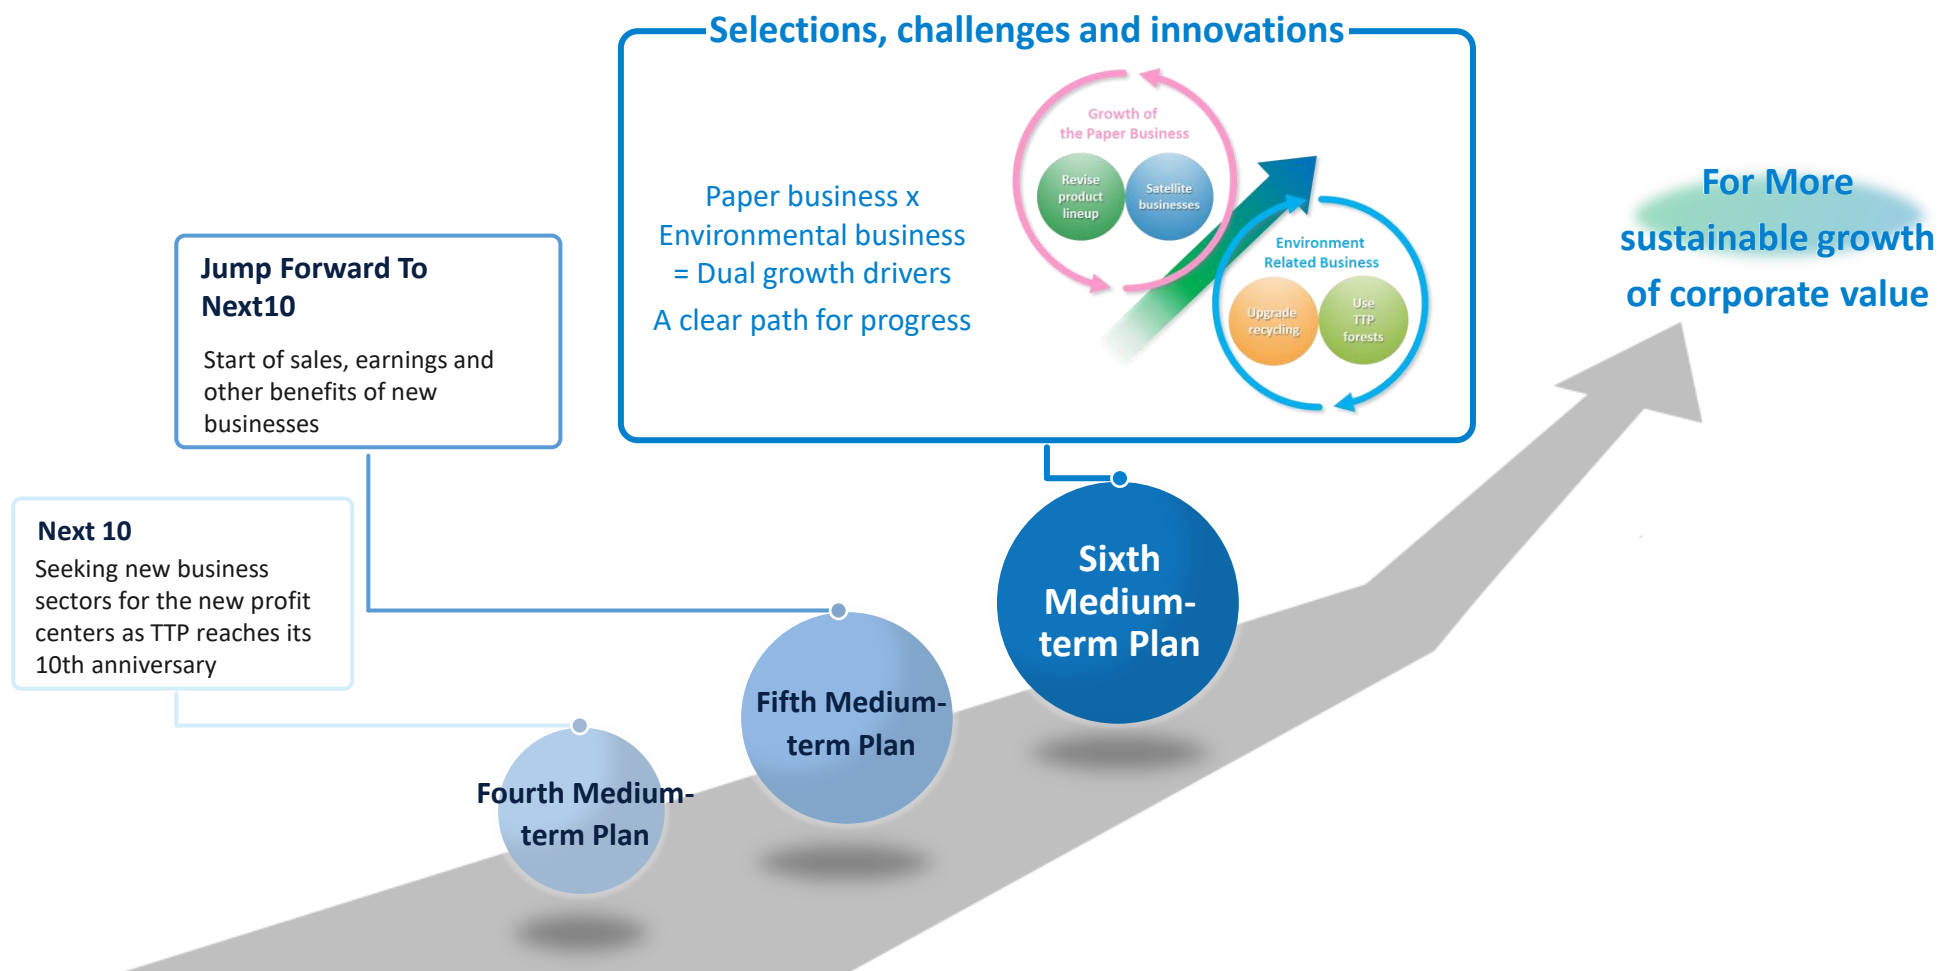 Selections, challenges and innovations
Growth of
the Paper Business
Revise
product
lineup
Satellite
businesses
Paper business x
Environmental business
= Dual growth drivers
A clear path for progress
Environment
Related Business
Upgrade
recycling
Use
TTP
forests
For More
sustainable growth
of corporate value
Jump Forward To
Next10
Start of sales, earnings and
other benefits of new
businesses
Next 10
Seeking new business
sectors for the new profit
centers as TTP reaches its
10th anniversary
Sixth
Medium-
term Plan
Fifth Medium-
term Plan
Fourth Medium-
term Plan